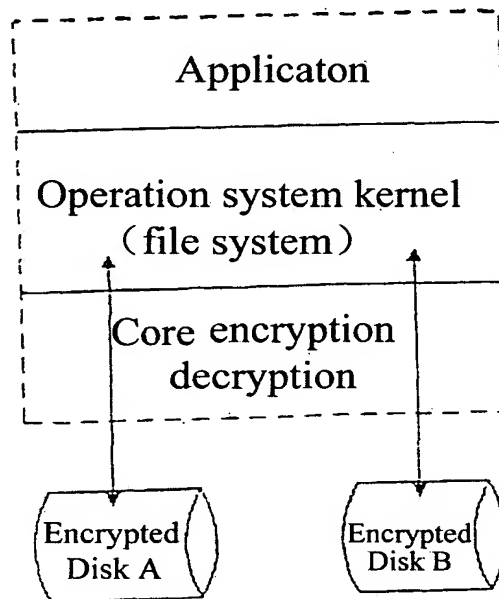 Applicaton
Operation system kernel
（file system）
Core encryption
decryption
Encrypted
Disk A
Encrypted
Disk B